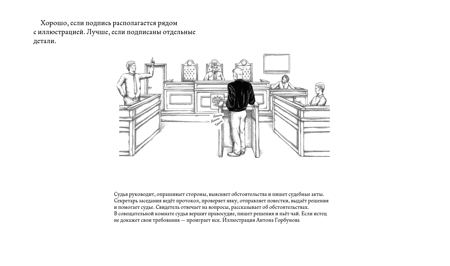 Хорошо, если подпись располагается рядом
с иллюстрацией. Лучше, если подписаны отдельные
детали.
Судья руководит, опрашивает стороны, выясняет обстоятельства и пишет судебные акты.
Секретарь заседания ведёт протокол, проверяет явку, отправляет повестки, выдаёт решения
и помогает судье. Свидетель отвечает на вопросы, рассказывает об обстоятельствах.
В совещательной комнате судья вершит правосудие, пишет решения и пьёт чай. Если истец
не докажет свои требования — проиграет иск. Иллюстрация Антона Горбунова